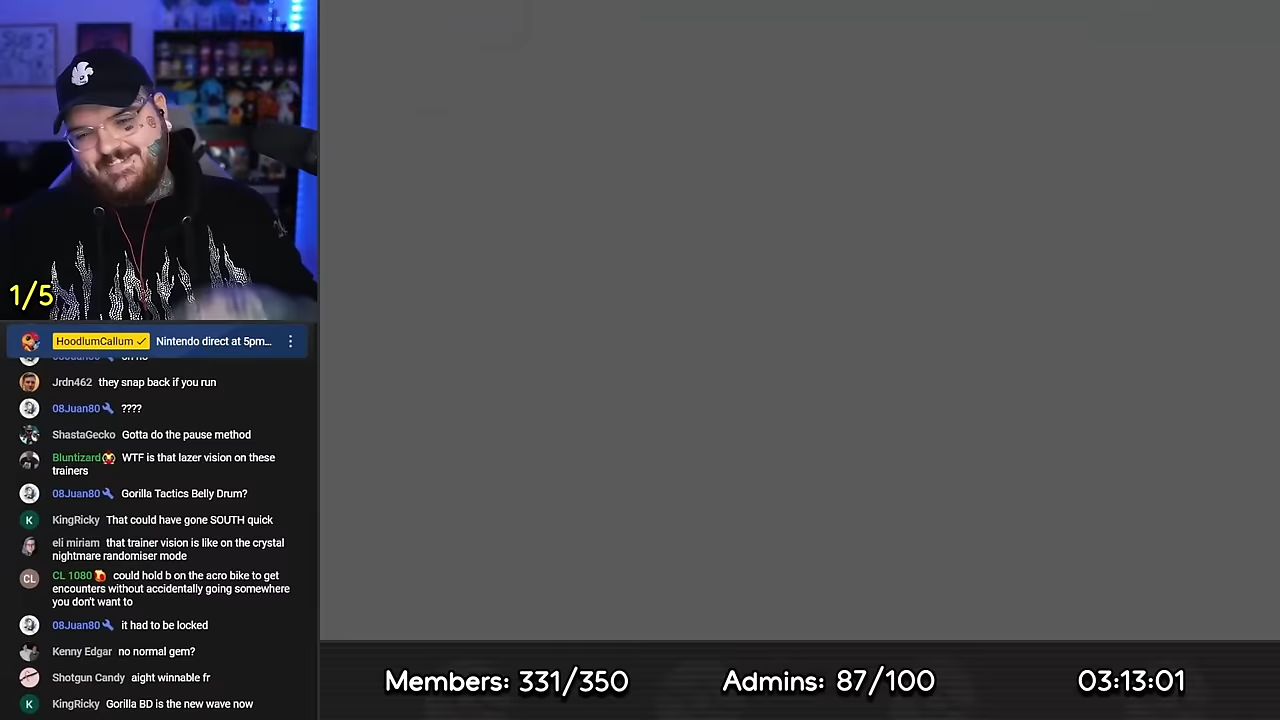 1/5
HoodlumCallum Nintendo direct at 5pm...
Jrdn462 they snap back if you run
08Juan80 ????
ShastaGecko Gotta do the pause method
Bluntizard WTF is that lazer vision on these
trainers
08Juan80 Gorilla Tactics Belly Drum?
K KingRicky That could have gone SOUTH quick
eli miriam that trainer vision is like on the crystal
nightmare randomiser mode
CL CL 1080 could hold b on the acro bike to get
encounters without accidentally going somewhere
you don't want to
08Juan80 it had to be locked
Kenny Edgar no normal gem?
Shotgun Candy aight winnable fr
K KingRicky Gorilla BD is the new wave now
Members: 331/350 Admins: 87/100 03:13:01